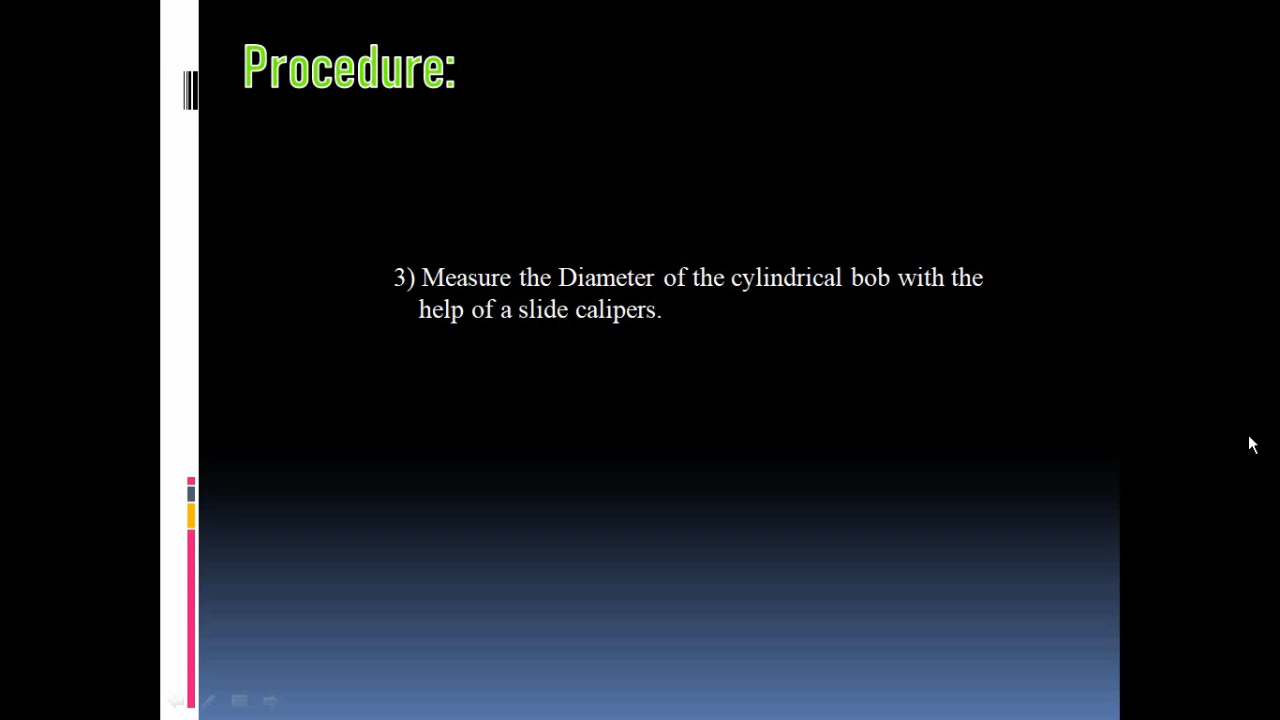 Procedure:
3) Measure the Diameter of the cylindrical bob with the
help of a slide calipers.